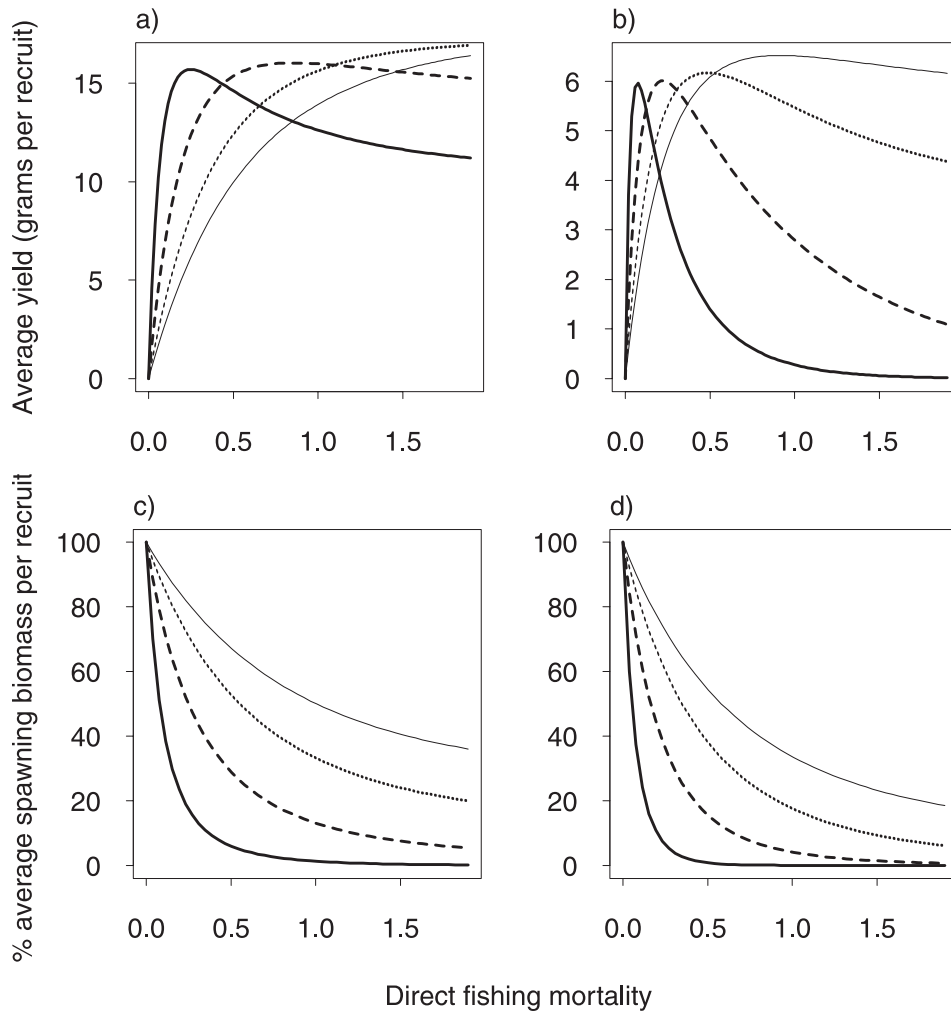 a)
b)
Average yield (grams per recruit)
15
10
5
0
0.0 0.5 1.0 1.5
6
5
4
3
2
1
0
0.0 0.5 1.0 1.5
c)
d)
% average spawning biomass per recruit
100
80
60
40
20
0
0.0 0.5 1.0 1.5
100
80
60
40
20
0
0.0 0.5 1.0 1.5
Direct fishing mortality